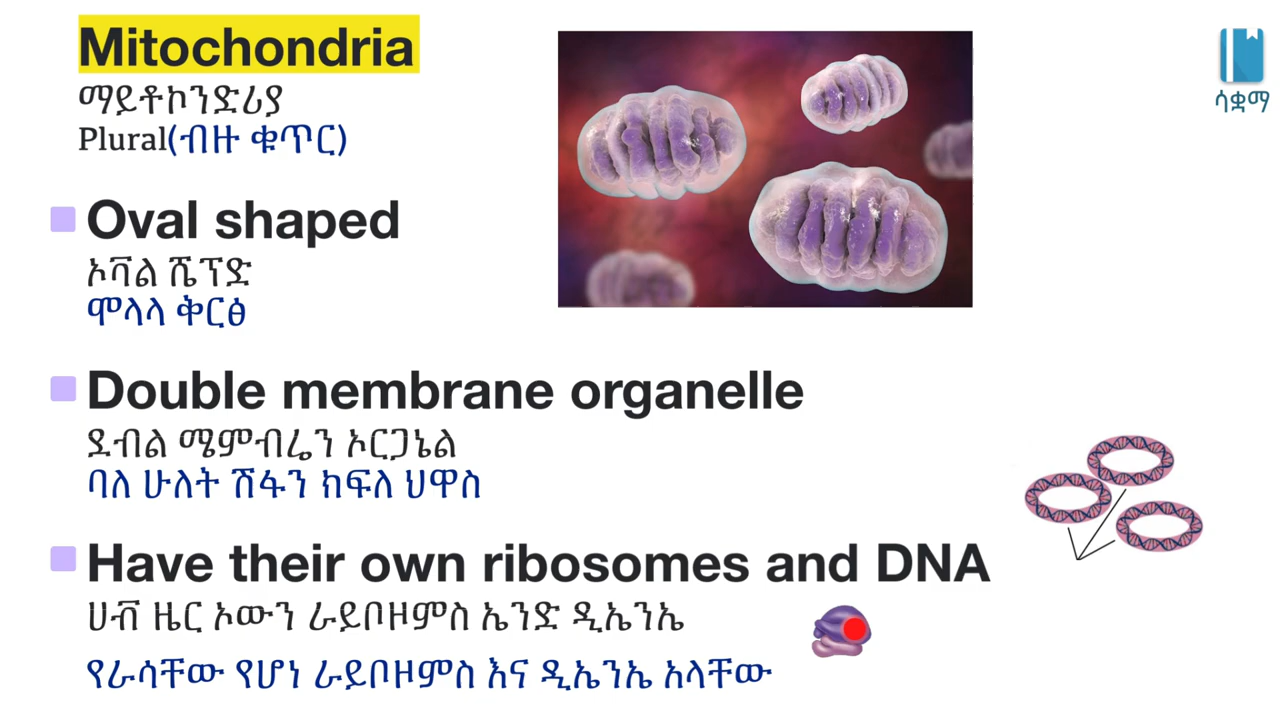 Mitochondria
ማይቶኮንድሪያ
Plural(ብዙ ቁጥር)
Oval shaped
ኦቫል ሼፕድ
ሞላላ ቅርፅ
Double membrane organelle
ደብል ሜምብሬን ኦርጋኔል
ባለ ሁለት ሽፋን ክፍለ ህዋስ
Have their own ribosomes and DNA
ሀቭ ዜር ኦውን ራይቦዞምስ ኤንድ ዲኤንኤ
የራሳቸው የሆነ ራይቦዞምስ እና ዲኤንኤ አላቸው
ሳቋማ